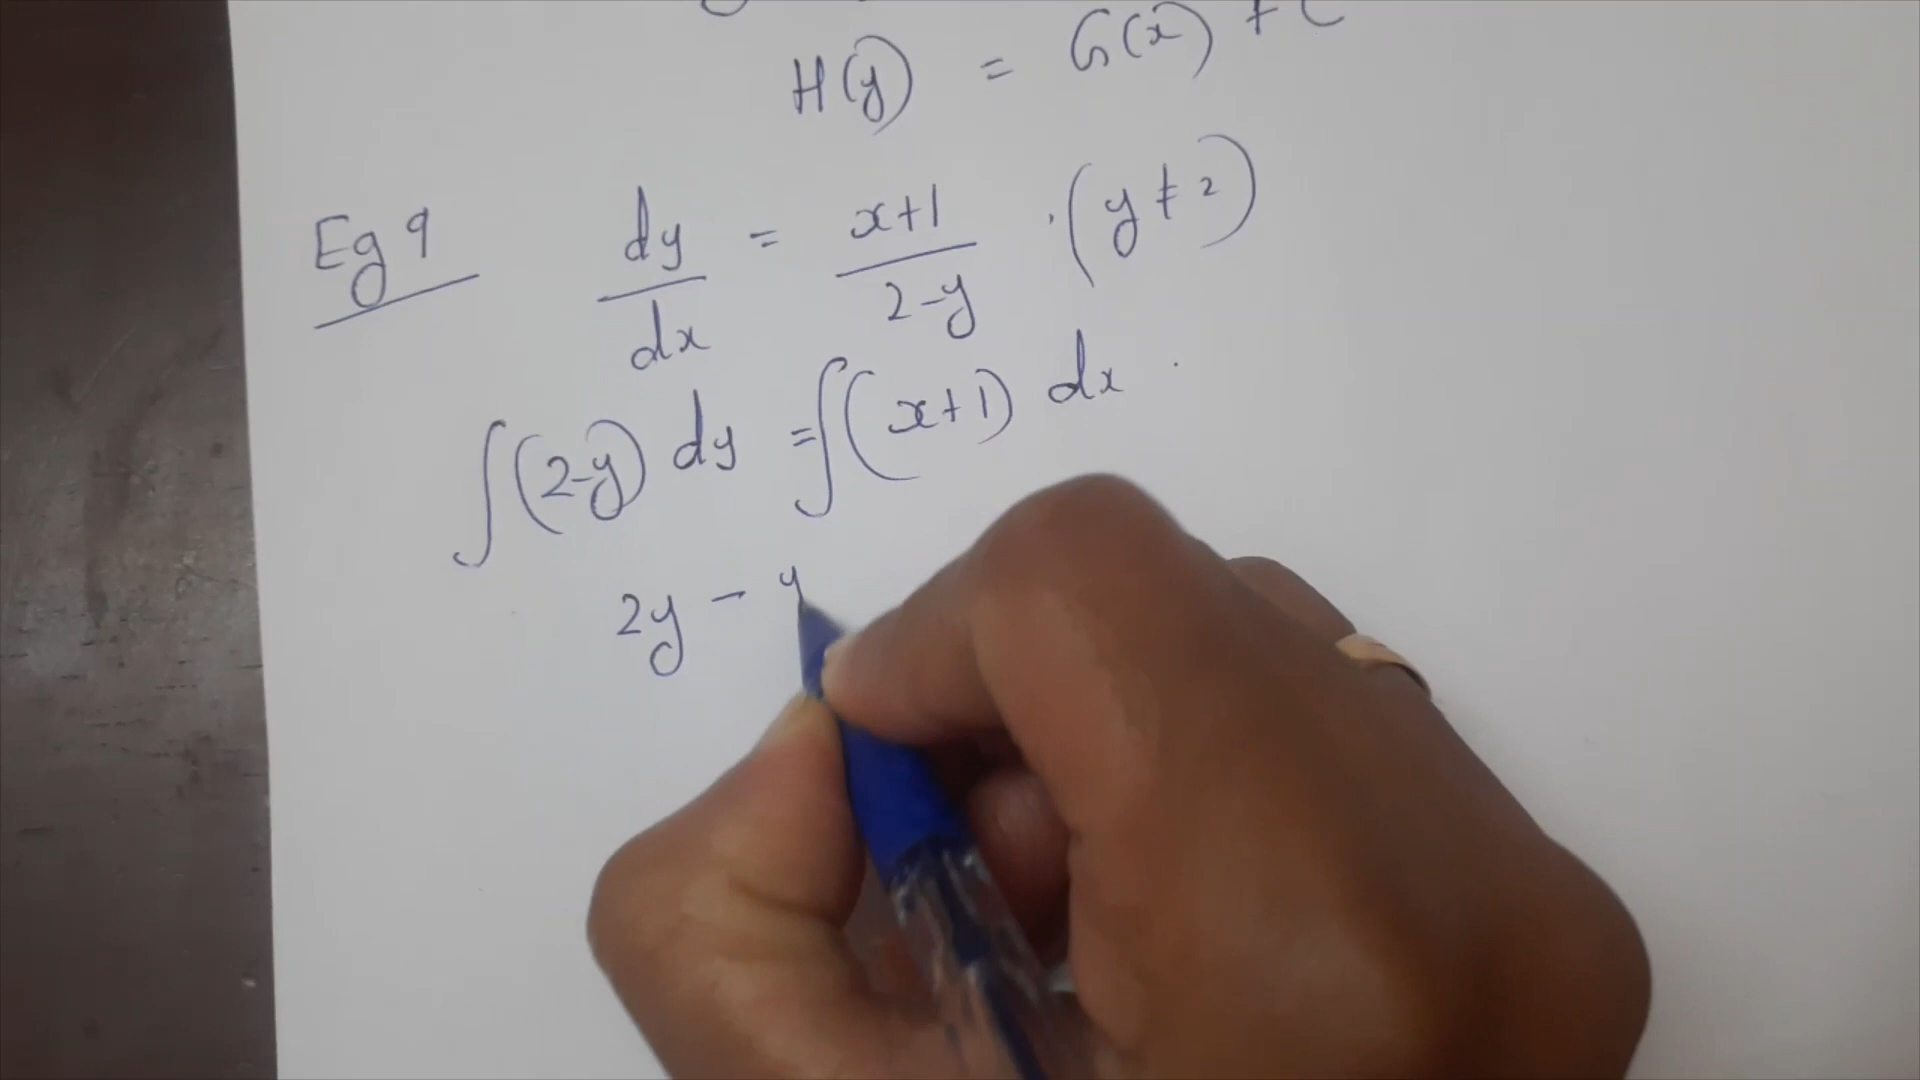 H(y) = G(x) + C
Eg 9 dy/dx = x+1/2-y . (y ≠ 2)
∫(2-y) dy = ∫(x+1) dx .
2y - y